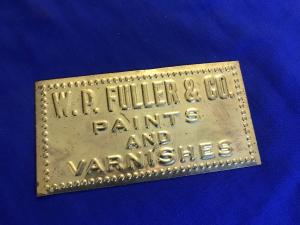 W. P. FULLER & CO.
PAINTS
AND
VARNISHES